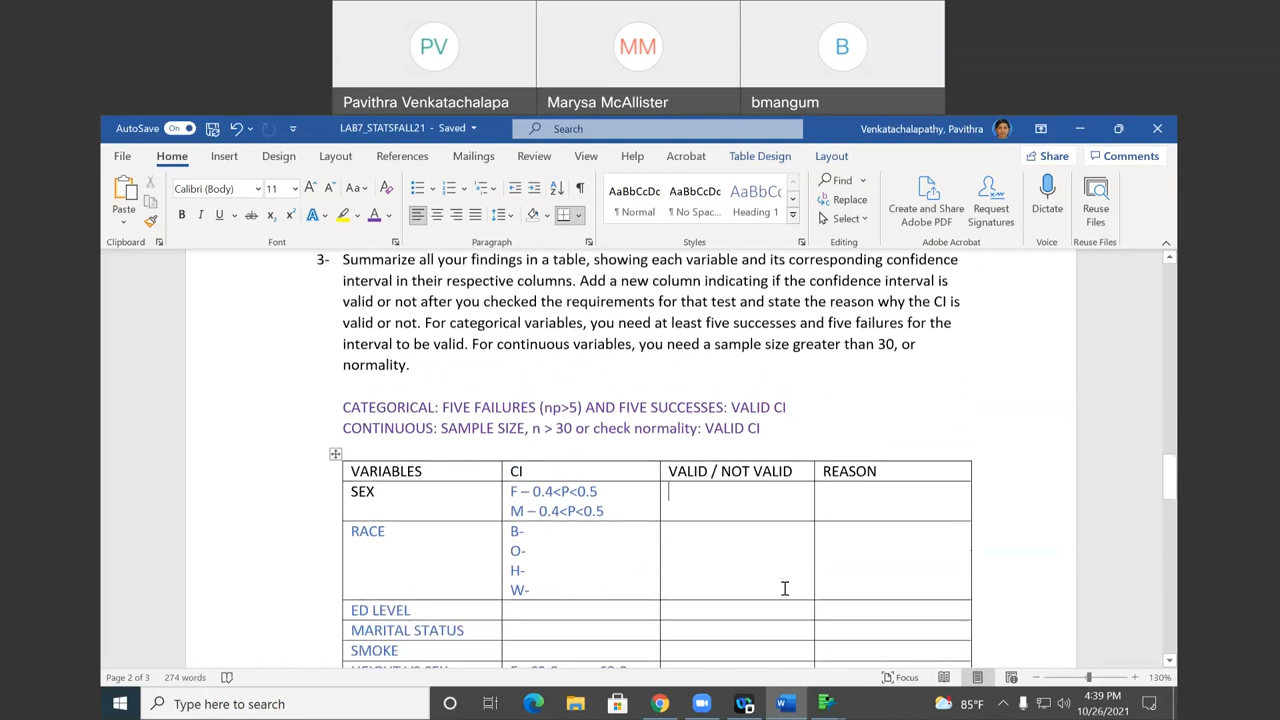 PV
MM
B
Pavithra Venkatachalapa
Marysa McAllister
bmangum
AutoSave On
LAB7_STATSFALL21 - Saved
Search
Venkatachalapathy, Pavithra
File Home Insert Design Layout References Mailings Review View Help Acrobat Table Design Layout
Share Comments
Calibri (Body) 11
Paste
Clipboard
Font
Paragraph
AaBbCcDc AaBbCcDc AaBbCc
¶ Normal ¶ No Spac... Heading 1
Styles
Find
Replace
Select
Editing
Create and Share Adobe PDF
Request Signatures
Adobe Acrobat
Dictate
Voice
Reuse Files
Reuse Files
3- Summarize all your findings in a table, showing each variable and its corresponding confidence
interval in their respective columns. Add a new column indicating if the confidence interval is
valid or not after you checked the requirements for that test and state the reason why the CI is
valid or not. For categorical variables, you need at least five successes and five failures for the
interval to be valid. For continuous variables, you need a sample size greater than 30, or
normality.
CATEGORICAL: FIVE FAILURES (np>5) AND FIVE SUCCESSES: VALID CI
CONTINUOUS: SAMPLE SIZE, n > 30 or check normality: VALID CI
VARIABLES CI VALID / NOT VALID REASON
SEX F – 0.4<P<0.5
M – 0.4<P<0.5
RACE B-
O-
H-
W-
ED LEVEL
MARITAL STATUS
SMOKE
Page 2 of 3 274 words
Focus
130%
Type here to search
85°F
4:39 PM
10/26/2021